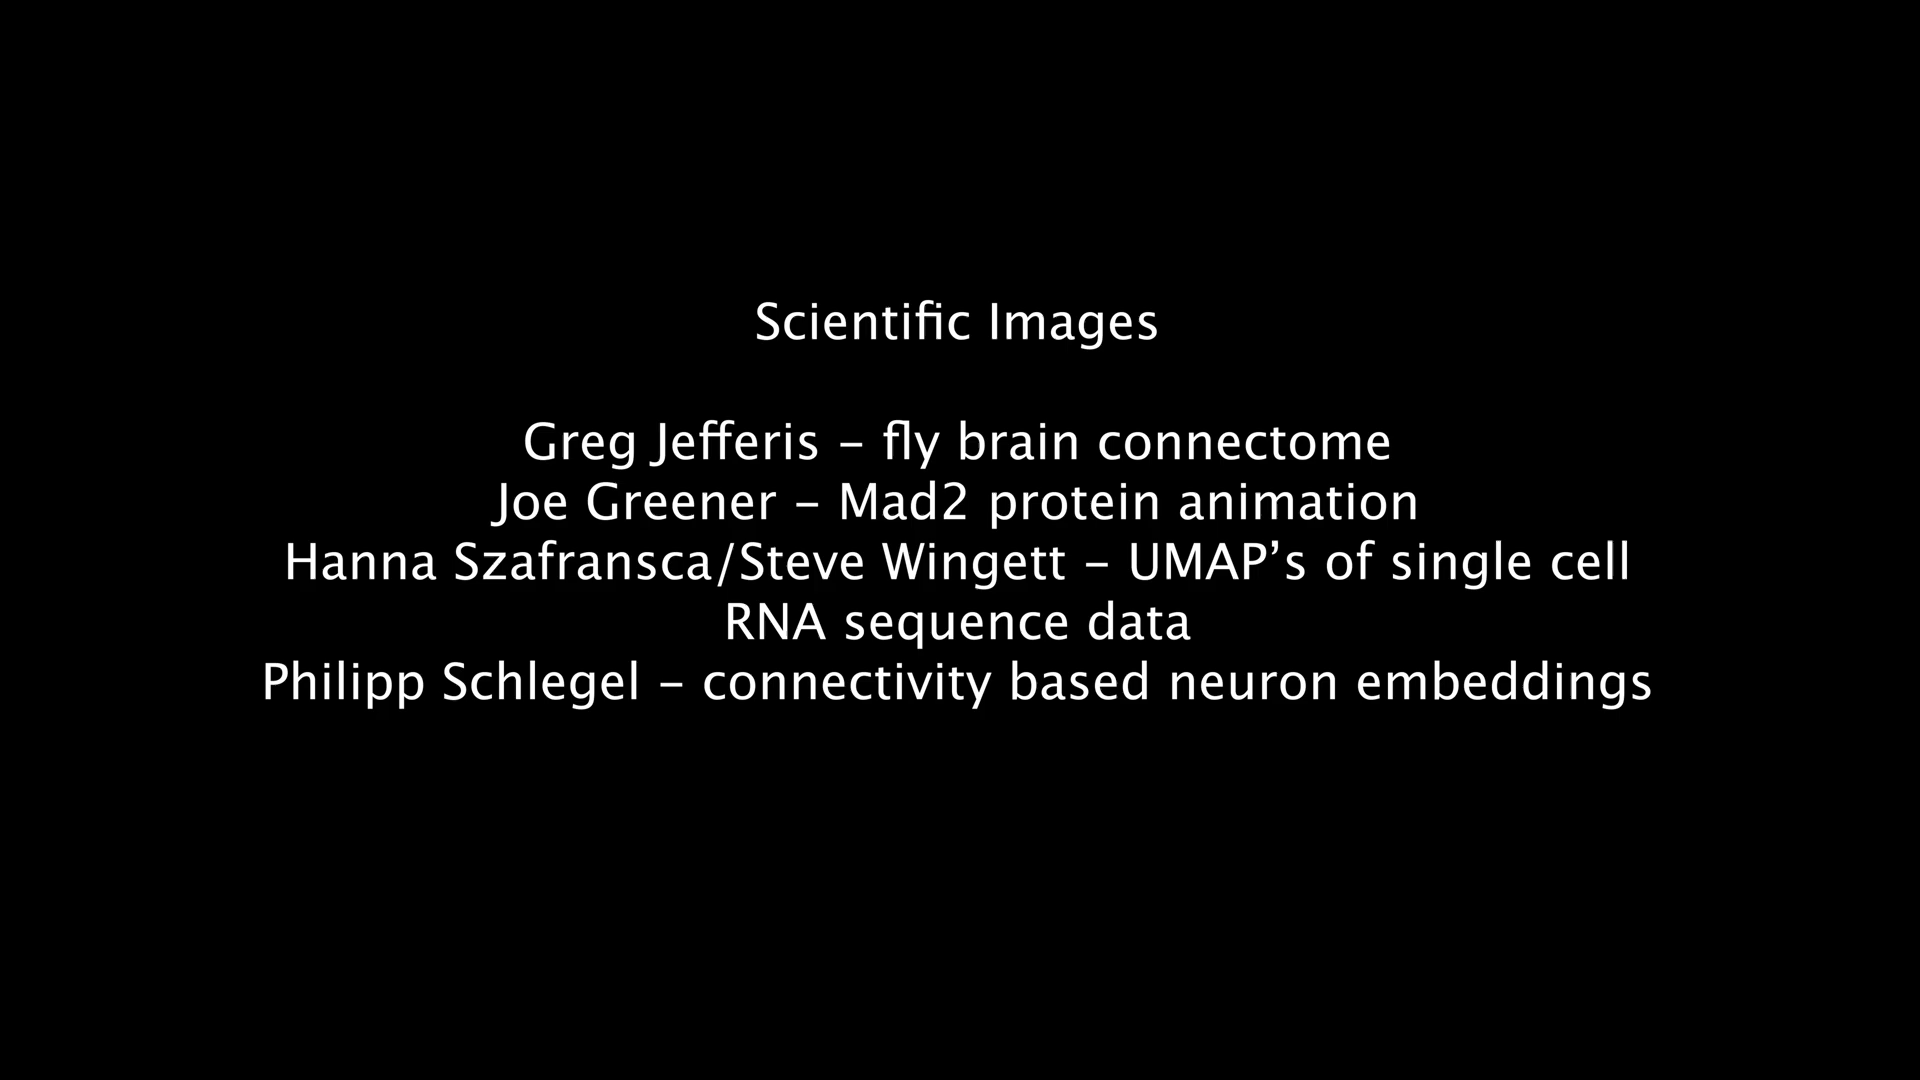 Scientific Images
Greg Jefferis - fly brain connectome
Joe Greener - Mad2 protein animation
Hanna Szafransca/Steve Wingett - UMAP’s of single cell
RNA sequence data
Philipp Schlegel - connectivity based neuron embeddings